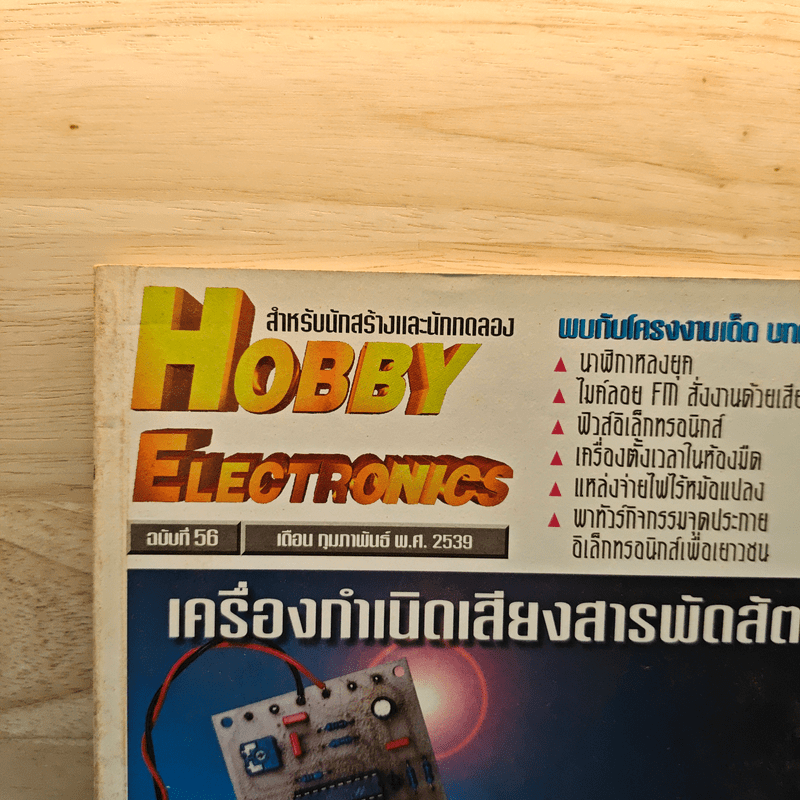 สำหรับนักสร้างและนักทดลอง
HOBBY
ELECTRONICS
ฉบับที่ 56
เดือน กุมภาพันธ์ พ.ศ. 2539
พบกับโครงงานเด็ด
▲ นาฬิกาหลงยุค
▲ ไมค์ลอย FM สั่งงานด้วย
▲ ฟิวส์อิเล็กทรอนิกส์
▲ เครื่องตั้งเวลาในห้องมืด
▲ แหล่งจ่ายไฟไร้หม้อแปลง
▲ พาทัวร์กิจกรรมจุดประกาย
อิเล็กทรอนิกส์เพื่อเยาวชน
เครื่องกำเนิดเสียงสารพัด